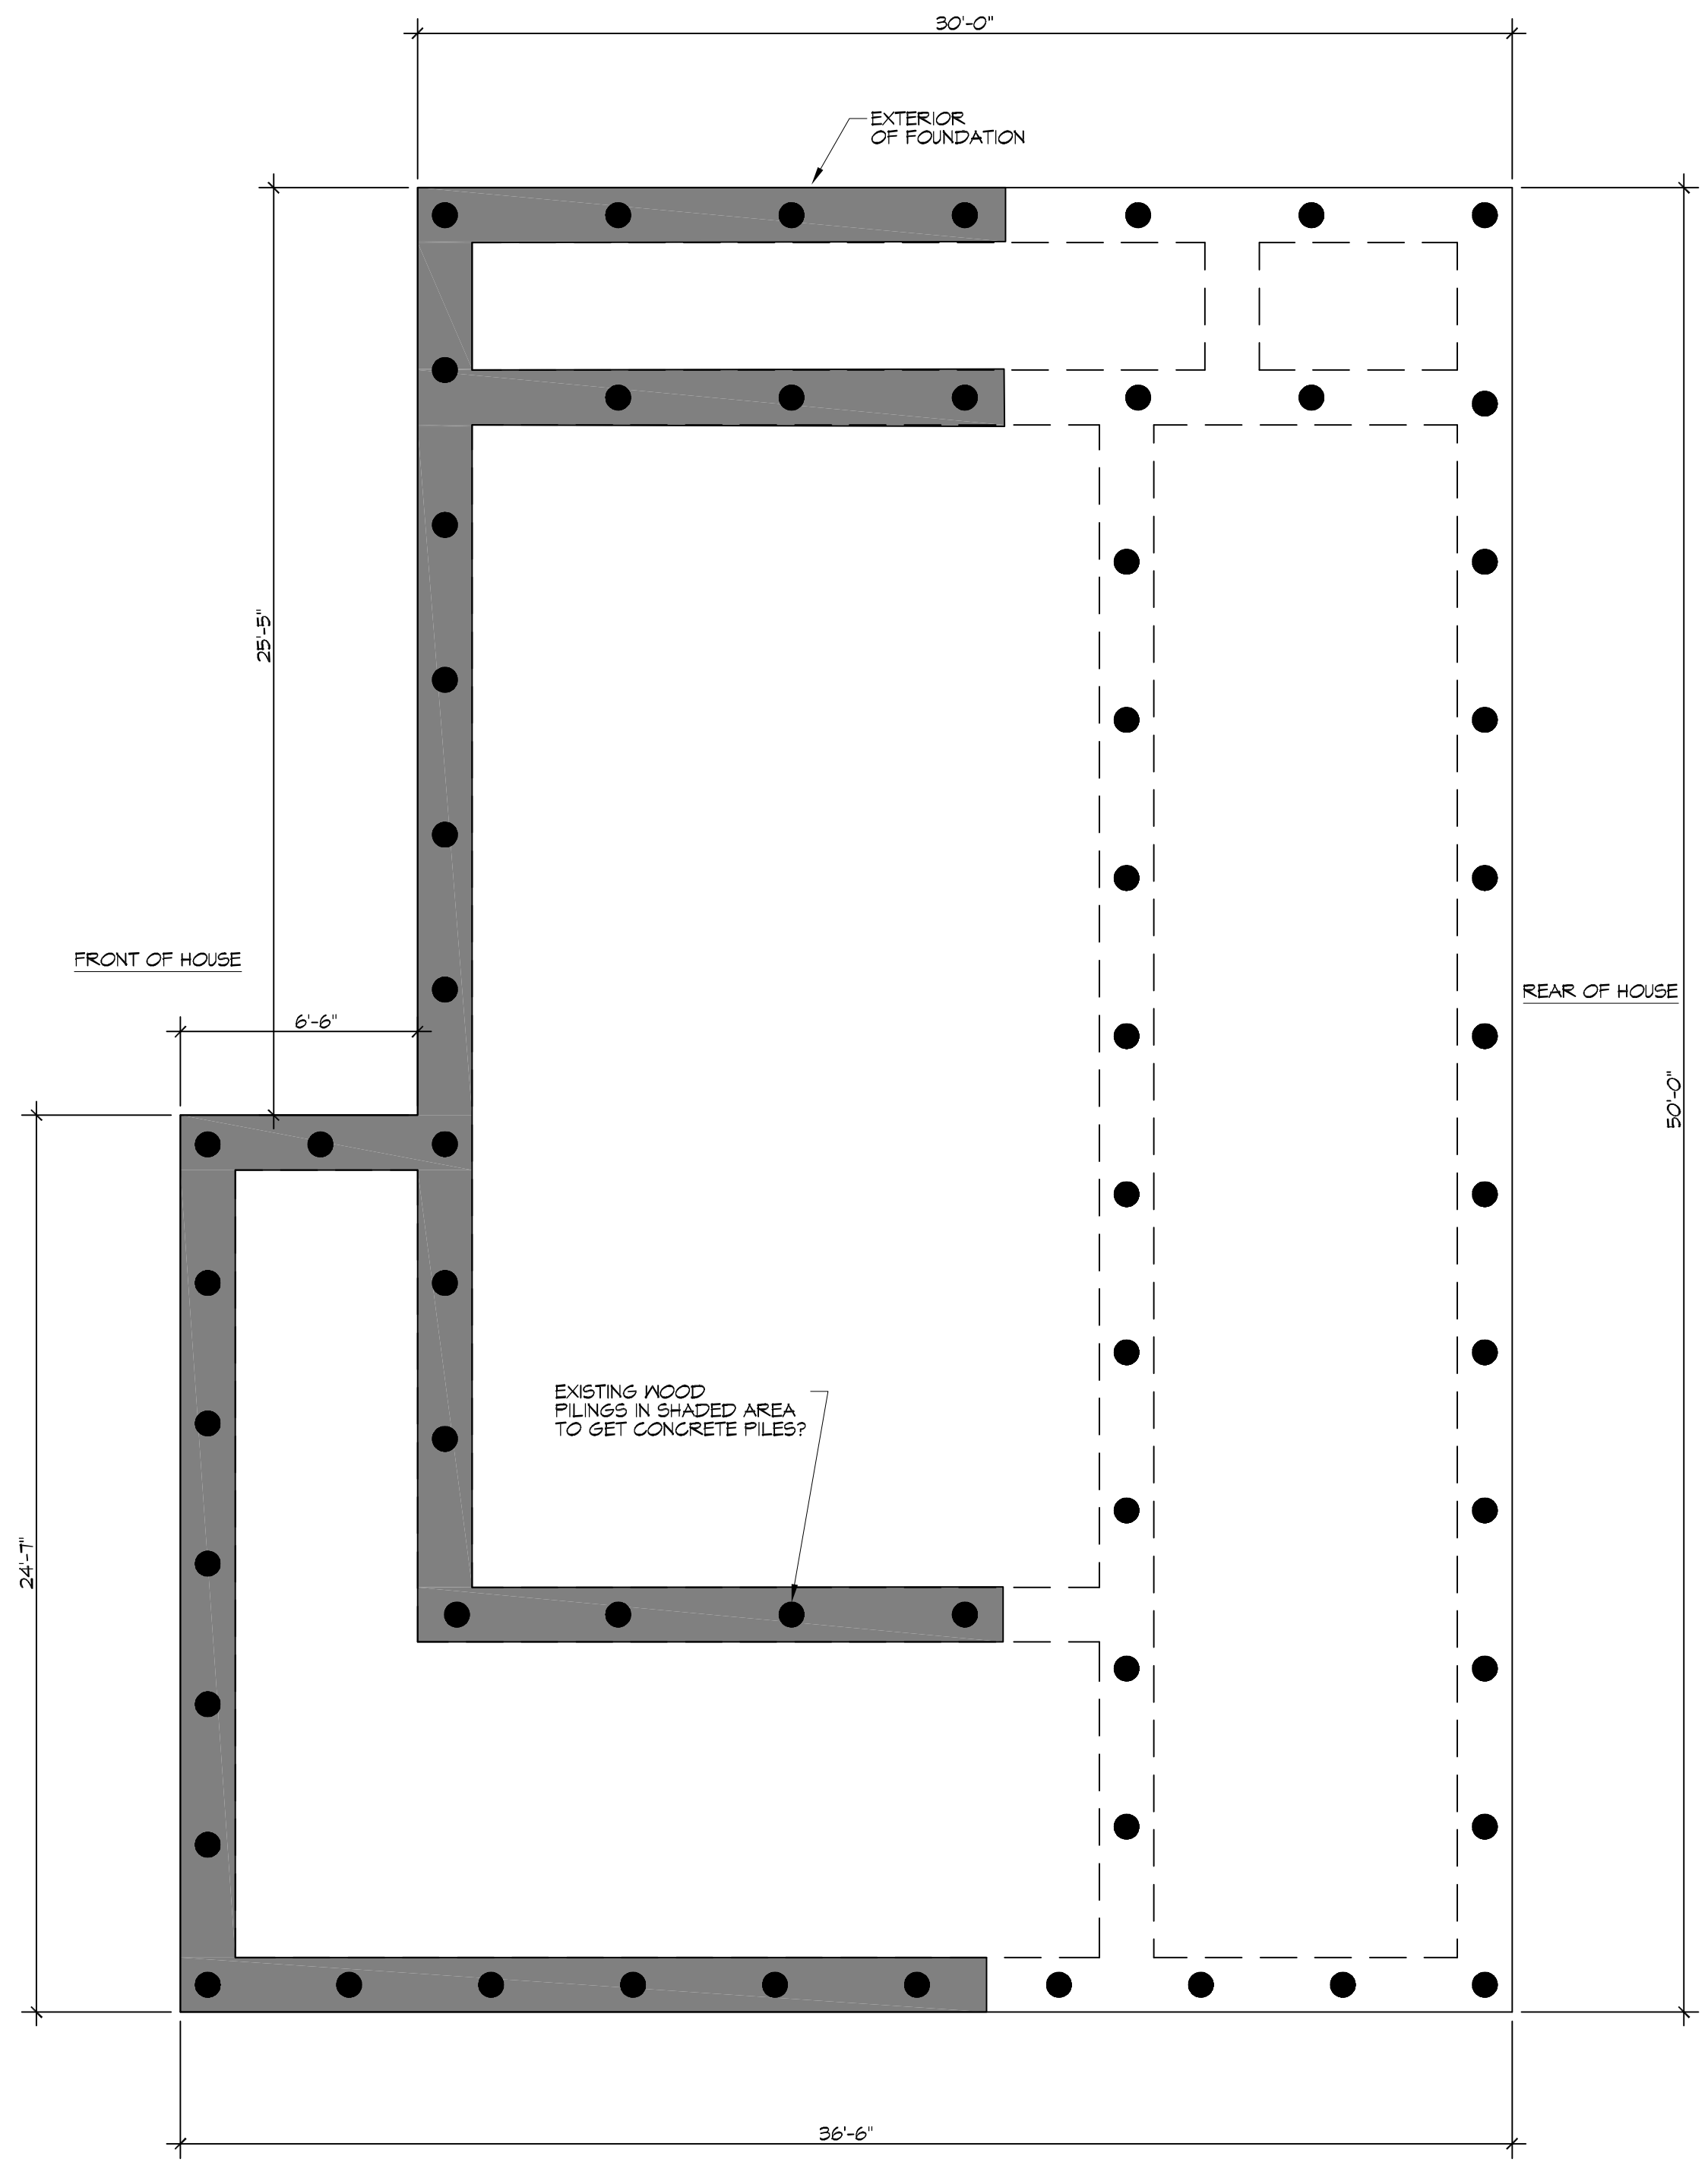 30'-0"
EXTERIOR
OF FOUNDATION
25'-5"
FRONT OF HOUSE
REAR OF HOUSE
6'-6"
50'-0"
EXISTING WOOD
PILINGS IN SHADED AREA
TO GET CONCRETE PILES?
24'-7"
36'-6"